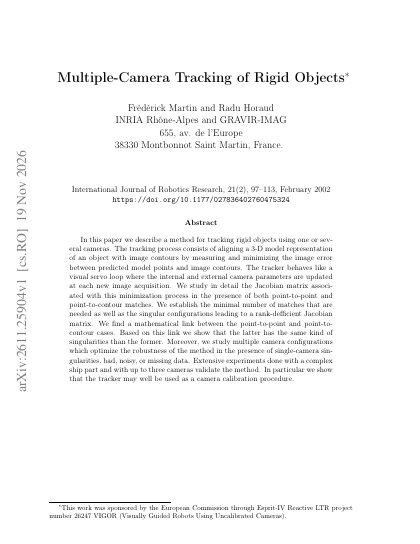 Multiple-Camera Tracking of Rigid Objects*
Frédérick Martin and Radu Horaud
INRIA Rhône-Alpes and GRAVIR-IMAG
655, av. de l'Europe
38330 Montbonnot Saint Martin, France.
International Journal of Robotics Research, 21(2), 97–113, February 2002
https://doi.org/10.1177/027836402760475324
Abstract
In this paper we describe a method for tracking rigid objects using one or sev-
eral cameras. The tracking process consists of aligning a 3-D model representation
of an object with image contours by measuring and minimizing the image error
between predicted model points and image contours. The tracker behaves like a
visual servo loop where the internal and external camera parameters are updated
at each new image acquisition. We study in detail the Jacobian matrix associ-
ated with this minimization process in the presence of both point-to-point and
point-to-contour matches. We establish the minimal number of matches that are
needed as well as the singular configurations leading to a rank-deficient Jacobian
matrix. We find a mathematical link between the point-to-point and point-to-
contour cases. Based on this link we show that the latter has the same kind of
singularities than the former. Moreover, we study multiple camera configurations
which optimize the robustness of the method in the presence of single-camera sin-
gularities, bad, noisy, or missing data. Extensive experiments done with a complex
ship part and with up to three cameras validate the method. In particular we show
that the tracker may well be used as a camera calibration procedure.
*This work was sponsored by the European Commission through Esprit-IV Reactive LTR project
number 26247 VIGOR (Visually Guided Robots Using Uncalibrated Cameras).
arXiv:2611.25904v1 [cs.RO] 19 Nov 2026